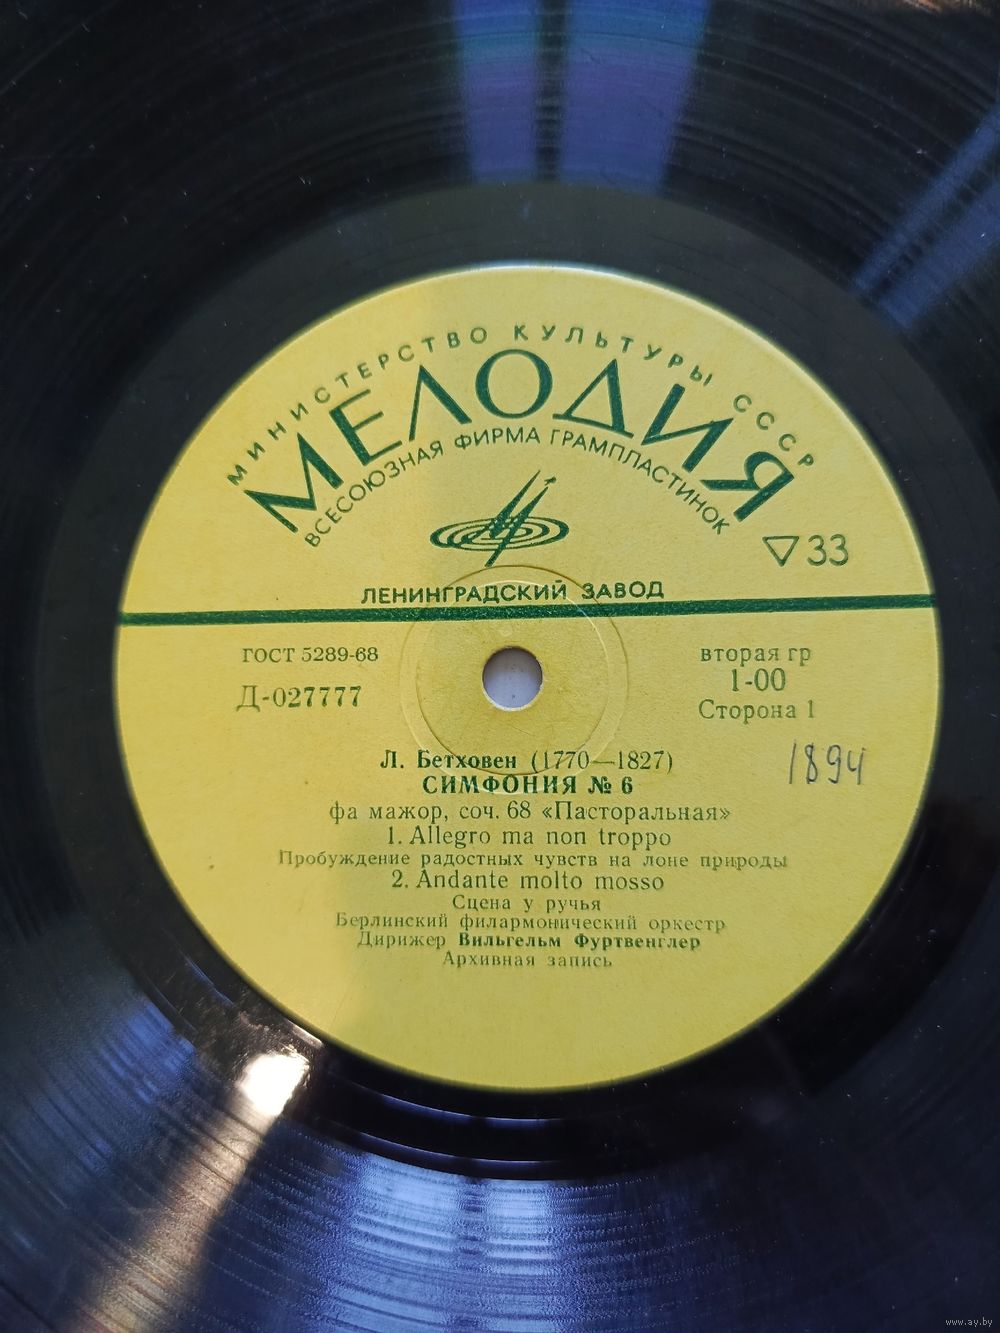 МИНИСТЕРСТВО КУЛЬТУРЫ СССР
МЕЛОДИЯ
ВСЕСОЮЗНАЯ ФИРМА ГРАМПЛАСТИНОК
33
ЛЕНИНГРАДСКИЙ ЗАВОД
ГОСТ 5289-68
Д-027777
вторая гр
1-00
Сторона 1
1894
Л. Бетховен (1770—1827)
СИМФОНИЯ № 6
фа мажор, соч. 68 «Пасторальная»
1. Allegro ma non troppo
Пробуждение радостных чувств на лоне природы
2. Andante molto mosso
Сцена у ручья
Берлинский филармонический оркестр
Дирижер Вильгельм Фуртвенглер
Архивная запись
www.ay.by